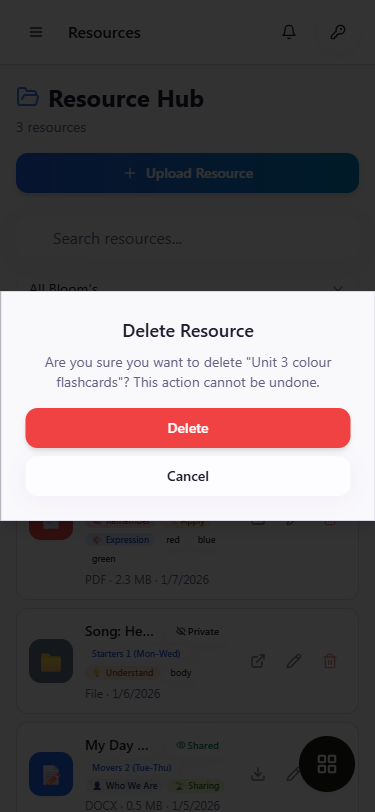 Resources
Resource Hub
3 resources
+ Upload Resource
Search resources...
All Bloom's
Delete Resource
Are you sure you want to delete "Unit 3 colour
flashcards"? This action cannot be undone.
Delete
Cancel
Remember Apply
Expression red blue
green
PDF · 2.3 MB · 1/7/2026
Song: He... Private
Starters 1 (Mon-Wed)
Understand body
File · 1/6/2026
My Day ... Shared
Movers 2 (Tue-Thu)
Who We Are Sharing
DOCX · 0.5 MB · 1/5/2026